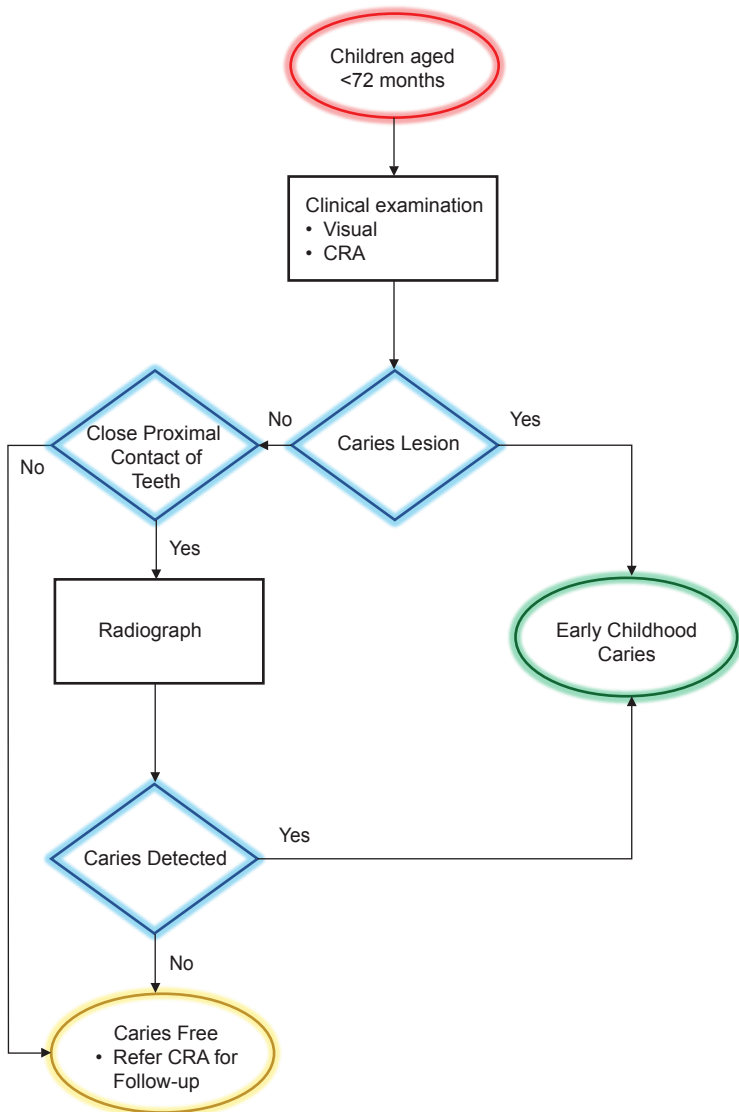 Children aged
<72 months
Clinical examination
• Visual
• CRA
Caries Lesion
No
Yes
Close Proximal
Contact of
Teeth
No
Yes
Radiograph
Early Childhood
Caries
Caries Detected
Yes
No
Caries Free
• Refer CRA for
Follow-up